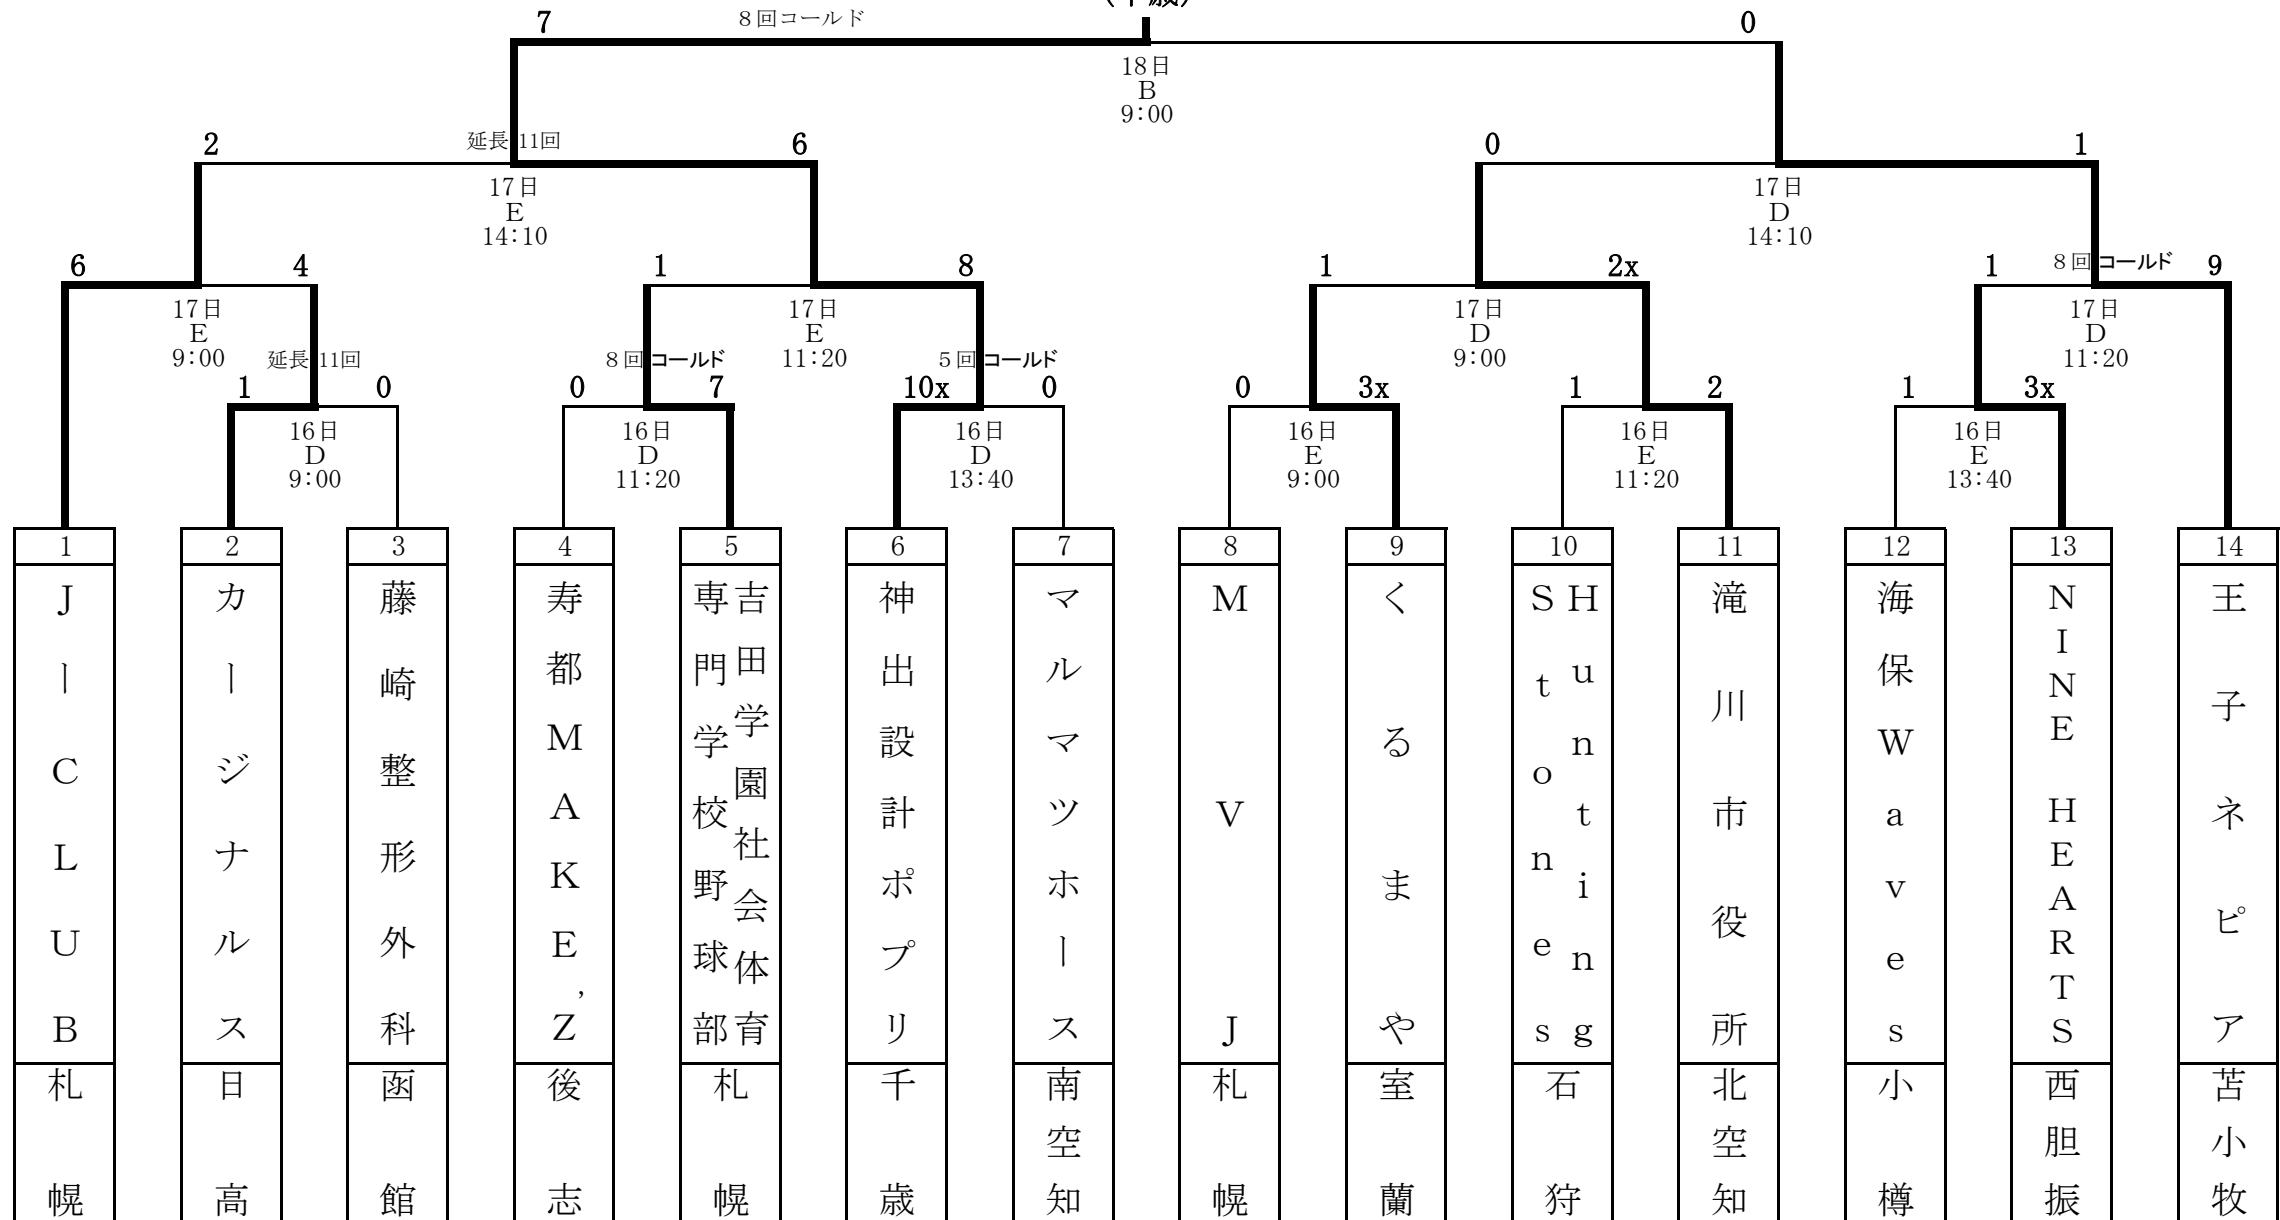 (千歳)
7 8回コールド 0
18日
B
9:00
2 延長 11回 6 0 1
17日 17日
E D
14:10 14:10
6 4 1 8 1 2x 1 8回コールド 9
17日 17日 17日 17日
E E D D
9:00 11:20 9:00 11:20
延長 11回 8回コールド 5回コールド
1 0 0 7 10x 0 0 3x 1 2 1 3x
16日 16日 16日 16日 16日 16日
D D D E E E
9:00 11:20 13:40 9:00 11:20 13:40
1 2 3 4 5 6 7 8 9 10 11 12 13 14
JーCLUB
カージナルス
藤崎整形外科
寿都MAKE,Z
吉田学園社会体育
専門学校野球部
神出設計ポプリ
マルマツホース
MVJ
くるまや
Hunting
Stones
滝川市役所
海保Waves
NINE HEARTS
王子ネピア
札幌
日高
函館
後志
札幌
千歳
南空知
札幌
室蘭
石狩
北空知
小樽
西胆振
苫小牧